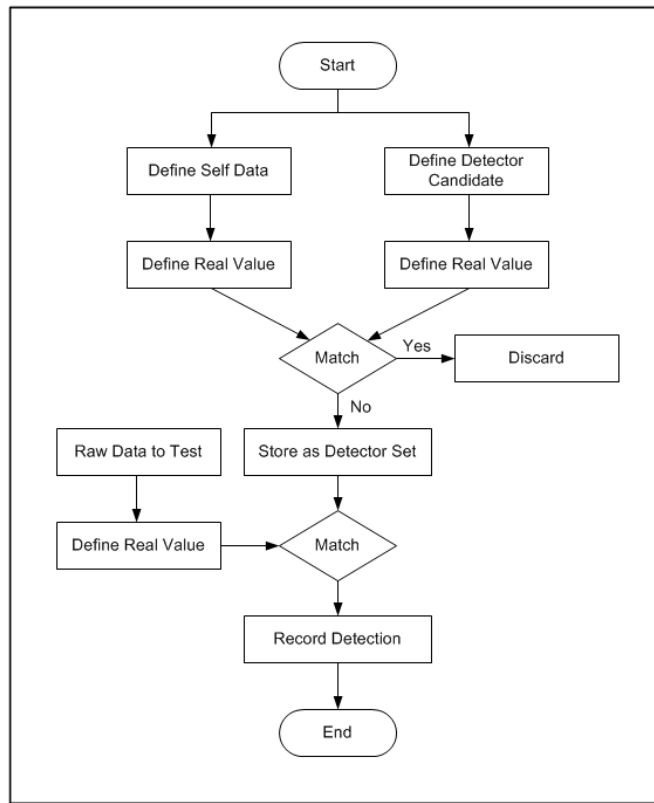 Start
Define Self Data
Define Detector
Candidate
Define Real Value
Define Real Value
Match
Yes
Discard
No
Raw Data to Test
Store as Detector Set
Define Real Value
Match
Record Detection
End